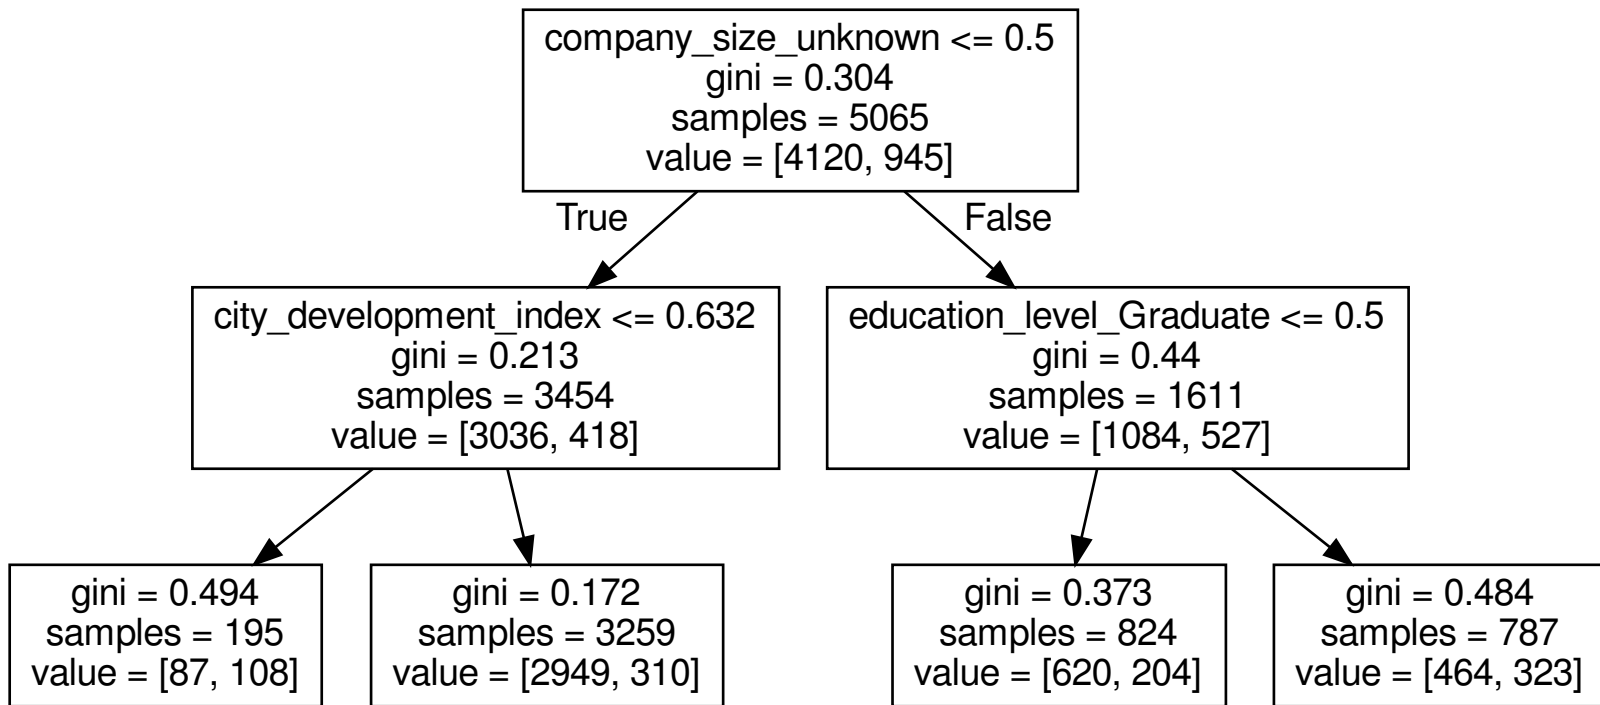 company_size_unknown <= 0.5
gini = 0.304
samples = 5065
value = [4120, 945]
True
False
city_development_index <= 0.632
gini = 0.213
samples = 3454
value = [3036, 418]
education_level_Graduate <= 0.5
gini = 0.44
samples = 1611
value = [1084, 527]
gini = 0.494
samples = 195
value = [87, 108]
gini = 0.172
samples = 3259
value = [2949, 310]
gini = 0.373
samples = 824
value = [620, 204]
gini = 0.484
samples = 787
value = [464, 323]